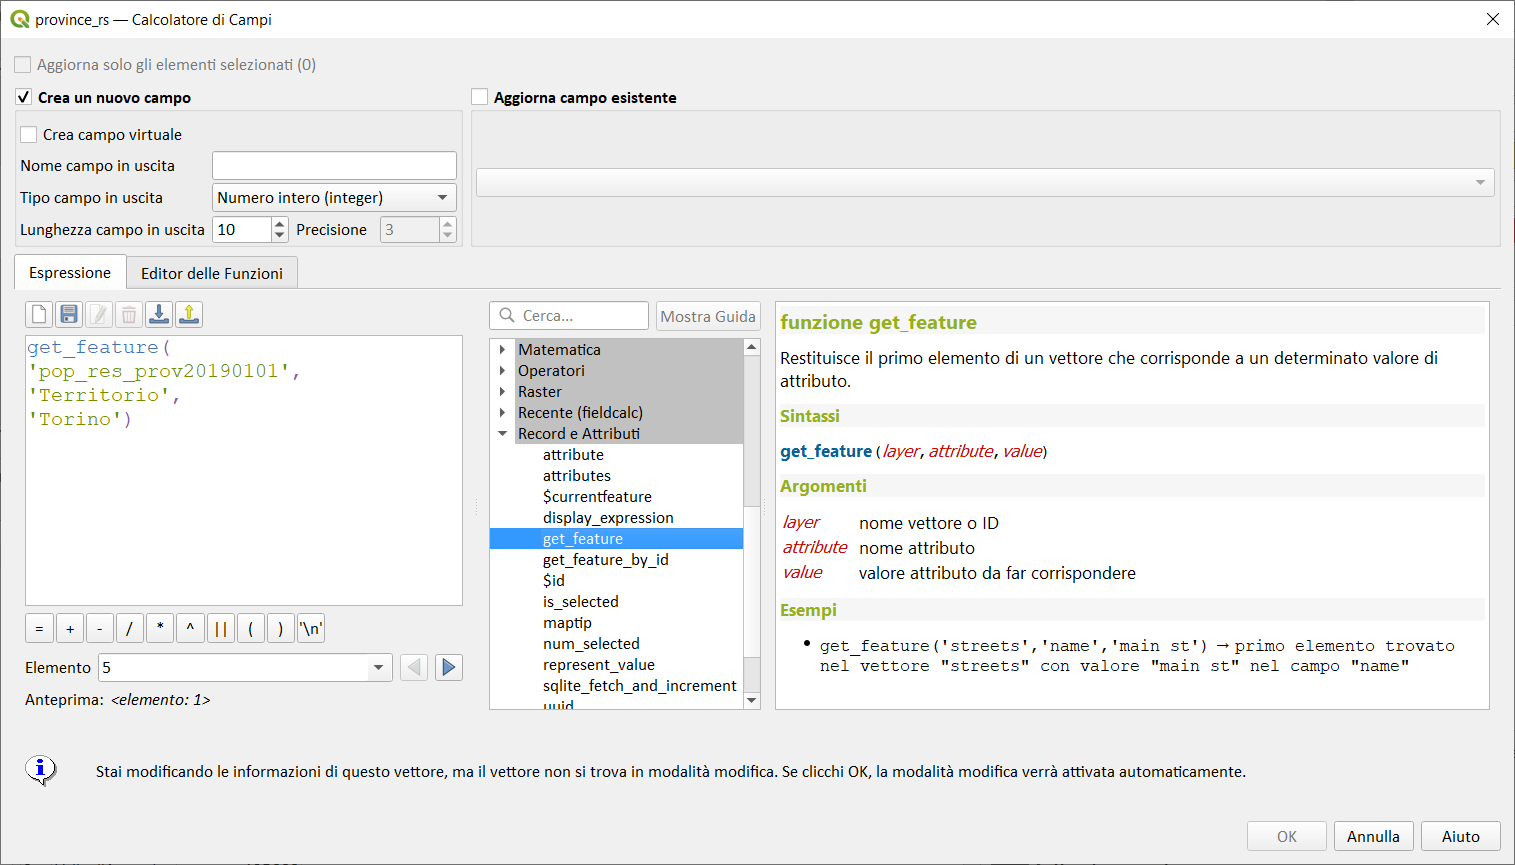 province_rs — Calcolatore di Campi
Aggiorna solo gli elementi selezionati (0)
Crea un nuovo campo
Aggiorna campo esistente
Crea campo virtuale
Nome campo in uscita
Tipo campo in uscita
Numero intero (integer)
Lunghezza campo in uscita
10
Precisione
3
Espressione
Editor delle Funzioni
get_feature(
'pop_res_prov20190101',
'Territorio',
'Torino')
= + - / * ^ || ( ) '\n'
Elemento
5
Anteprima: <elemento: 1>
Cerca...
Mostra Guida
Matematica
Operatori
Raster
Recente (fieldcalc)
Record e Attributi
attribute
attributes
$currentfeature
display_expression
get_feature
get_feature_by_id
$id
is_selected
maptip
num_selected
represent_value
sqlite_fetch_and_increment
uuid
funzione get_feature
Restituisce il primo elemento di un vettore che corrisponde a un determinato valore di
attributo.
Sintassi
get_feature(layer, attribute, value)
Argomenti
layer nome vettore o ID
attribute nome attributo
value valore attributo da far corrispondere
Esempi
• get_feature('streets','name','main st') → primo elemento trovato
nel vettore "streets" con valore "main st" nel campo "name"
Stai modificando le informazioni di questo vettore, ma il vettore non si trova in modalità modifica. Se clicchi OK, la modalità modifica verrà attivata automaticamente.
OK
Annulla
Aiuto